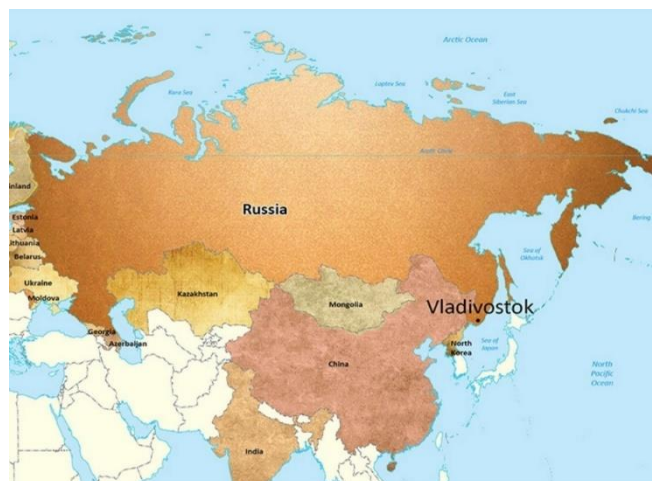 Arctic Ocean
Kara Sea
Laptev Sea
East
Siberian Sea
Chukchi Sea
Arctic Circle
Bering
Russia
inland
Estonia
Latvia
ithuania
Belarus
Ukraine
Moldova
Georgia
Azerbaijan
Kazakhstan
Mongolia
Sea of
Okhotsk
Vladivostok
North
Korea
Sea of
Japan
China
North
Pacific
Ocean
India